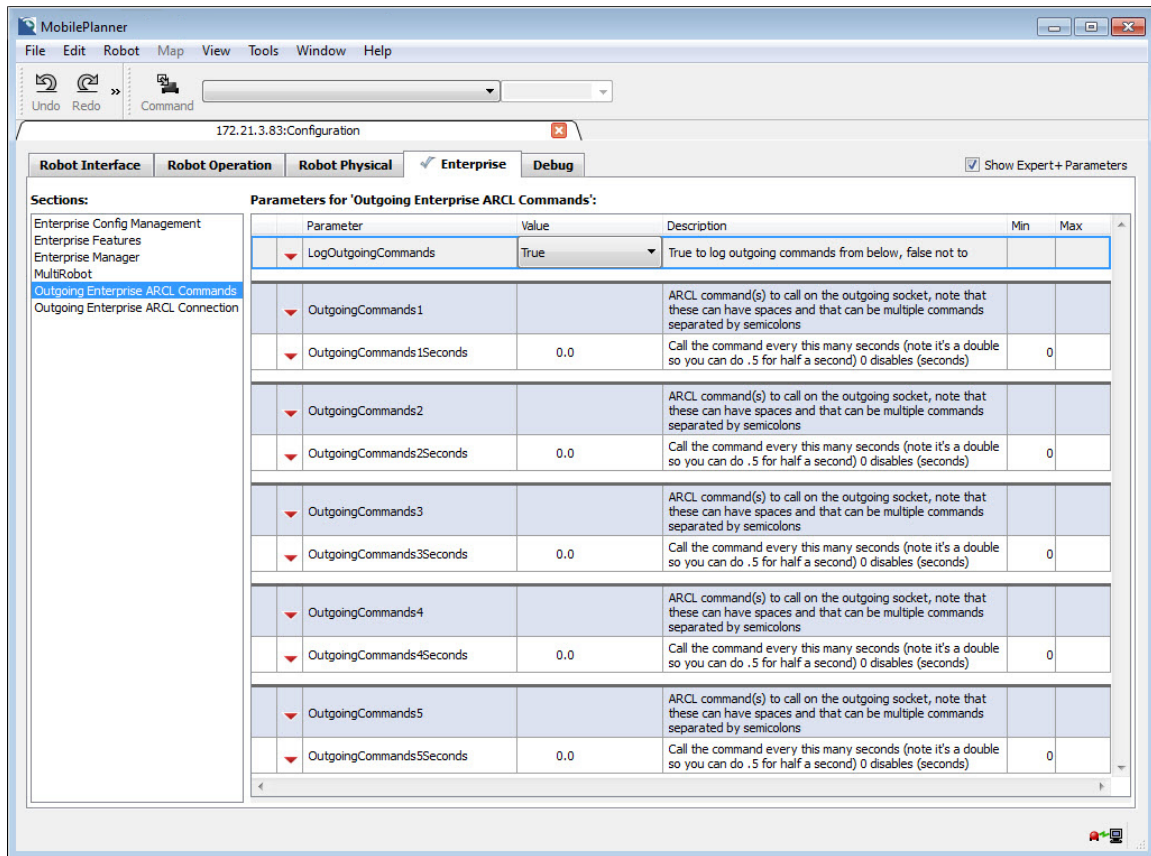 MobilePlanner
File Edit Robot Map View Tools Window Help
Undo Redo » Command
172.21.3.83:Configuration
Robot Interface Robot Operation Robot Physical Enterprise Debug Show Expert+ Parameters
Sections:
Enterprise Config Management
Enterprise Features
Enterprise Manager
MultiRobot
Outgoing Enterprise ARCL Commands
Outgoing Enterprise ARCL Connection
Parameters for 'Outgoing Enterprise ARCL Commands':
Parameter Value Description Min Max
LogOutgoingCommands True True to log outgoing commands from below, false not to
OutgoingCommands1
ARCL command(s) to call on the outgoing socket, note that
these can have spaces and that can be multiple commands
separated by semicolons
OutgoingCommands1Seconds 0.0
Call the command every this many seconds (note it's a double
so you can do .5 for half a second) 0 disables (seconds)
0
OutgoingCommands2
ARCL command(s) to call on the outgoing socket, note that
these can have spaces and that can be multiple commands
separated by semicolons
OutgoingCommands2Seconds 0.0
Call the command every this many seconds (note it's a double
so you can do .5 for half a second) 0 disables (seconds)
0
OutgoingCommands3
ARCL command(s) to call on the outgoing socket, note that
these can have spaces and that can be multiple commands
separated by semicolons
OutgoingCommands3Seconds 0.0
Call the command every this many seconds (note it's a double
so you can do .5 for half a second) 0 disables (seconds)
0
OutgoingCommands4
ARCL command(s) to call on the outgoing socket, note that
these can have spaces and that can be multiple commands
separated by semicolons
OutgoingCommands4Seconds 0.0
Call the command every this many seconds (note it's a double
so you can do .5 for half a second) 0 disables (seconds)
0
OutgoingCommands5
ARCL command(s) to call on the outgoing socket, note that
these can have spaces and that can be multiple commands
separated by semicolons
OutgoingCommands5Seconds 0.0
Call the command every this many seconds (note it's a double
so you can do .5 for half a second) 0 disables (seconds)
0